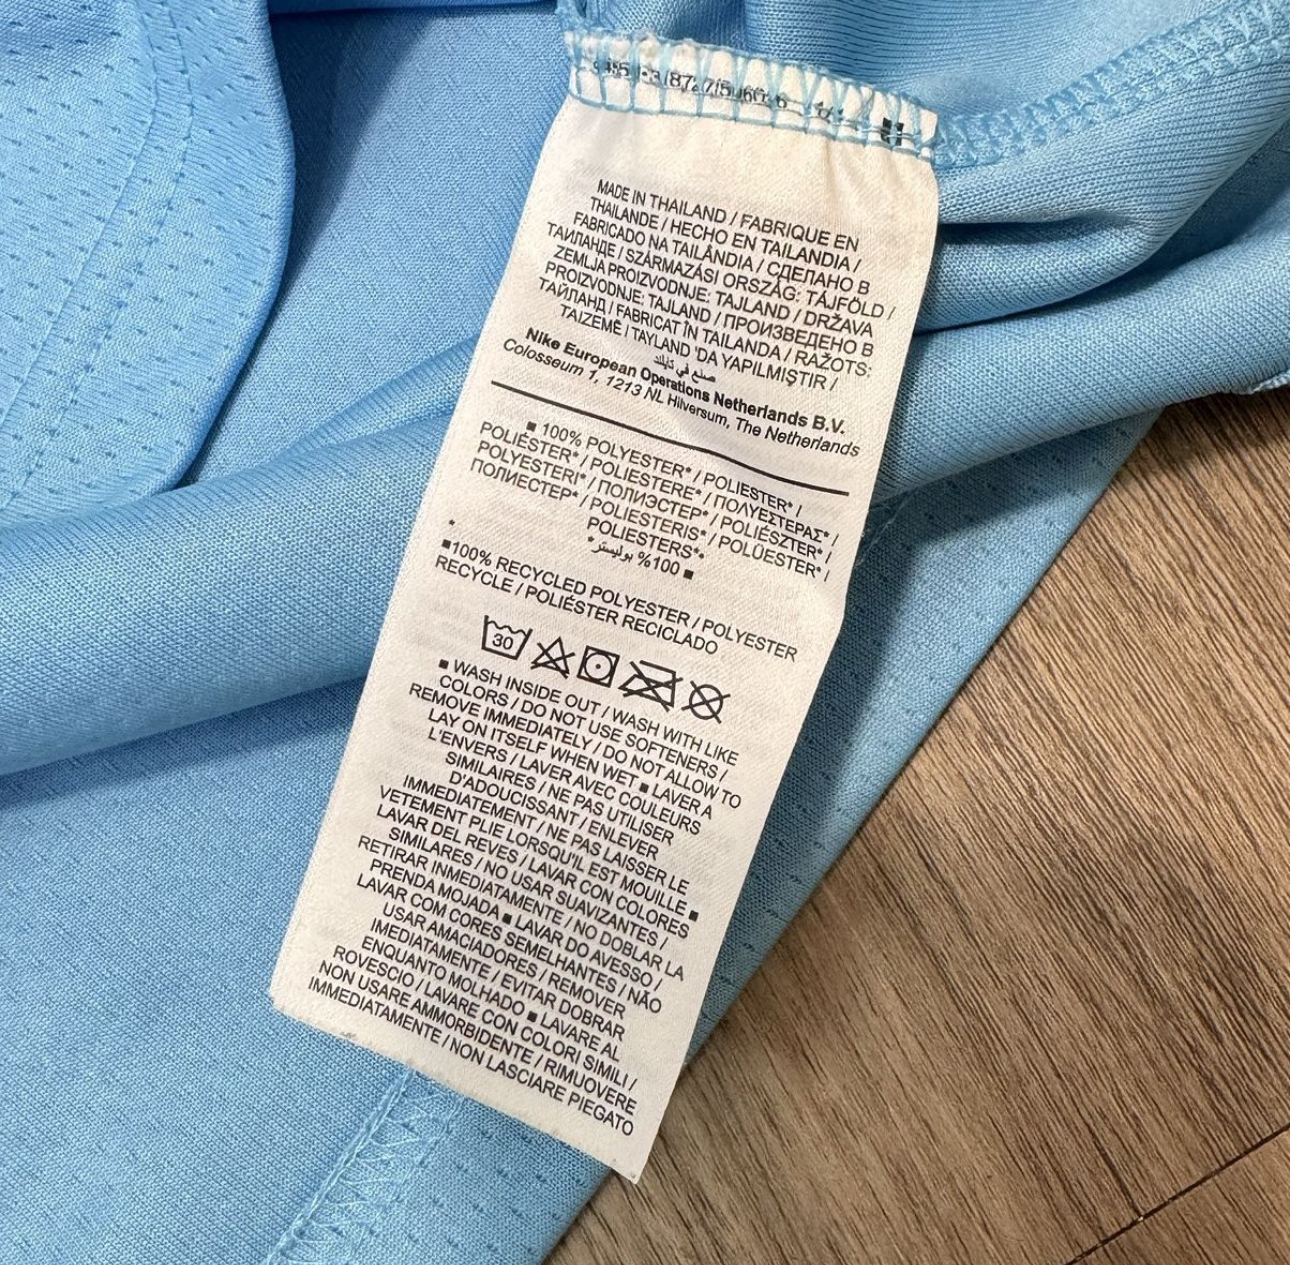 MADE IN THAILAND / FABRIQUE EN
THAILANDE / HECHO EN TAILANDIA /
FABRICADO NA TAILÂNDIA / СДЕЛАНО В
ТАИЛАНДЕ / SZÁRMAZÁSI ORSZÁG: TÁJFÖLD /
ZEMLJA PROIZVODNJE: TAJLAND / DRŽAVA
PROIZVODNJE: TAJLAND / ПРОИЗВЕДЕНО В
ТАЙЛАНД / FABRICAT ÎN TAILANDA / RAŽOTS:
TAIZEMĒ / TAYLAND 'DA YAPILMIŞTIR /
صنع في تايلاند
Nike European Operations Netherlands B.V.
Colosseum 1, 1213 NL Hilversum, The Netherlands
■ 100% POLYESTER* / POLIESTER* /
POLIÉSTER* / POLIESTERE* / ΠΟΛΥΕΣΤΕΡΑΣ* /
POLYESTERI* / ПОЛИЭСТЕР* / POLIÉSZTER* /
ПОЛИЕСТЕР* / POLIESTERIS* / POLÜESTER* /
POLIESTERS*
■ 100% بوليستر*
*
■100% RECYCLED POLYESTER / POLYESTER
RECYCLE / POLIÉSTER RECICLADO
30
■ WASH INSIDE OUT / WASH WITH LIKE
COLORS / DO NOT USE SOFTENERS /
REMOVE IMMEDIATELY / DO NOT ALLOW TO
LAY ON ITSELF WHEN WET ■ LAVER A
L'ENVERS / LAVER AVEC COULEURS
SIMILAIRES / NE PAS UTILISER
D'ADOUCISSANT / ENLEVER
IMMEDIATEMENT / NE PAS LAISSER LE
VETEMENT PLIE LORSQU'IL EST MOUILLE ■
LAVAR DEL REVES / LAVAR CON COLORES
SIMILARES / NO USAR SUAVIZANTES /
RETIRAR INMEDIATAMENTE / NO DOBLAR LA
PRENDA MOJADA ■ LAVAR DO AVESSO /
LAVAR COM CORES SEMELHANTES / NÃO
USAR AMACIADORES / REMOVER
IMEDIATAMENTE / EVITAR DOBRAR
ENQUANTO MOLHADO ■ LAVARE AL
ROVESCIO / LAVARE CON COLORI SIMILI /
NON USARE AMMORBIDENTE / RIMUOVERE
IMMEDIATAMENTE / NON LASCIARE PIEGATO